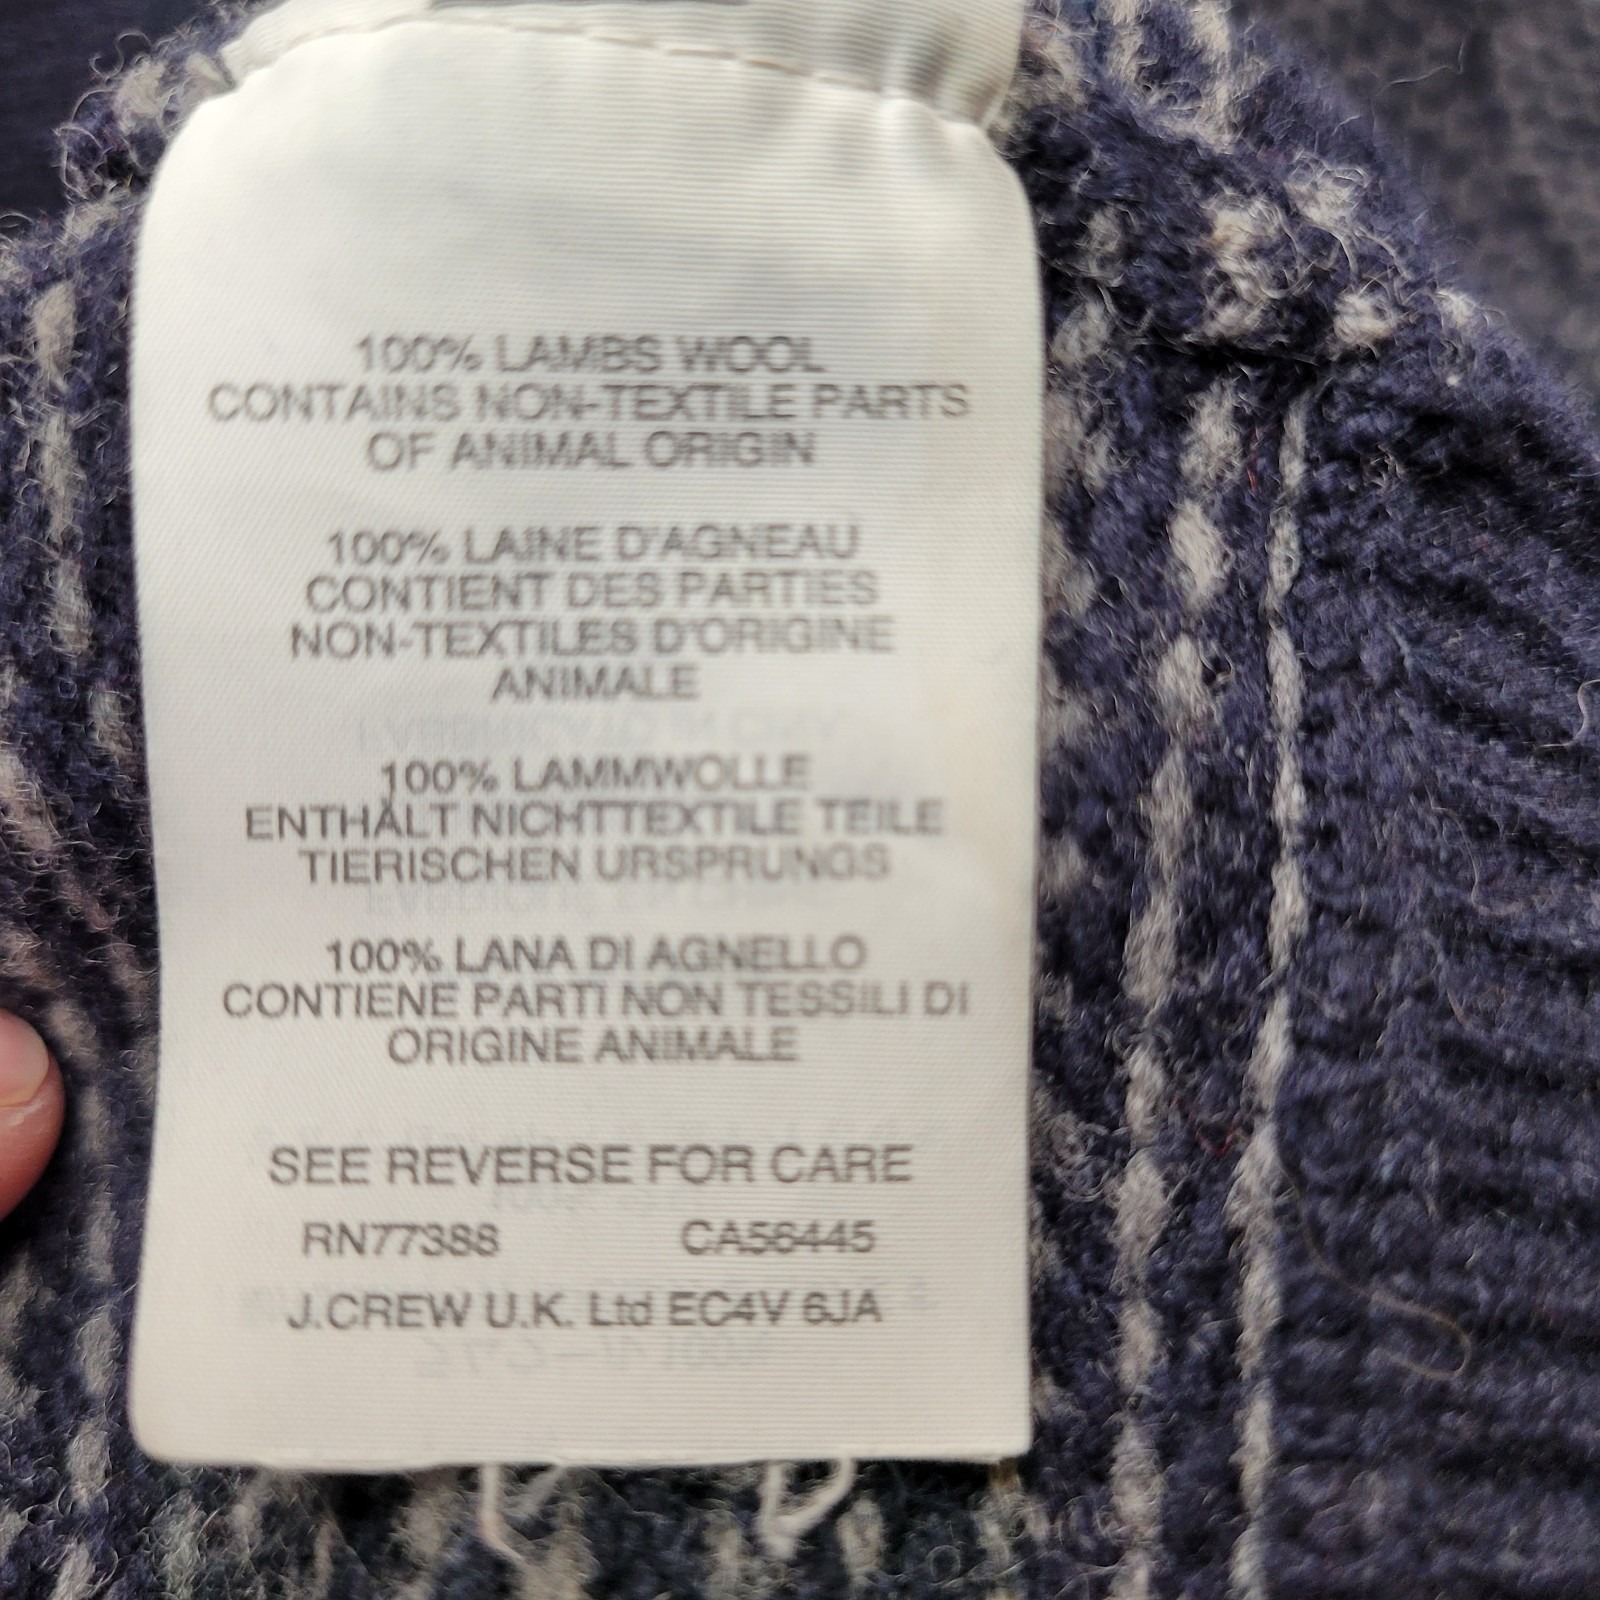 100% LAMBS WOOL
CONTAINS NON-TEXTILE PARTS
OF ANIMAL ORIGIN
100% LAINE D'AGNEAU
CONTIENT DES PARTIES
NON-TEXTILES D'ORIGINE
ANIMALE
100% LAMMWOLLE
ENTHÄLT NICHTTEXTILE TEILE
TIERISCHEN URSPRUNGS
100% LANA DI AGNELLO
CONTIENE PARTI NON TESSILI DI
ORIGINE ANIMALE
SEE REVERSE FOR CARE
RN77388 CA56445
J.CREW U.K. Ltd EC4V 6JA